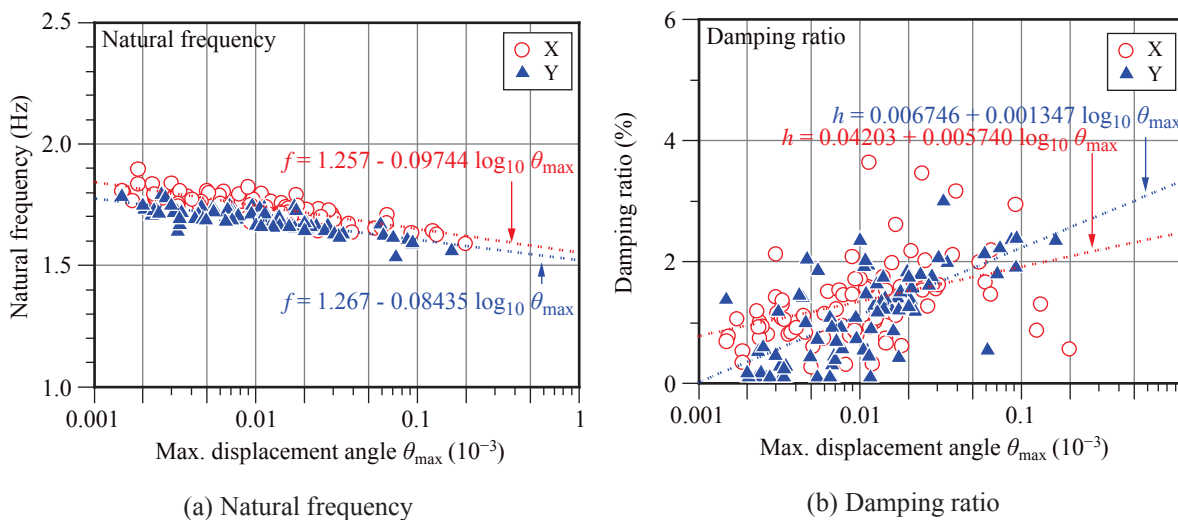 Natural frequency
X
Y
f = 1.257 - 0.09744 log10 θmax
f = 1.267 - 0.08435 log10 θmax
Natural frequency (Hz)
2.5
2.0
1.5
1.0
0.001
0.01
0.1
1
Max. displacement angle θmax (10⁻³)
(a) Natural frequency
Damping ratio
X
Y
h = 0.006746 + 0.001347 log10 θmax
h = 0.04203 + 0.005740 log10 θmax
Damping ratio (%)
6
4
2
0
0.001
0.01
0.1
1
Max. displacement angle θmax (10⁻³)
(b) Damping ratio